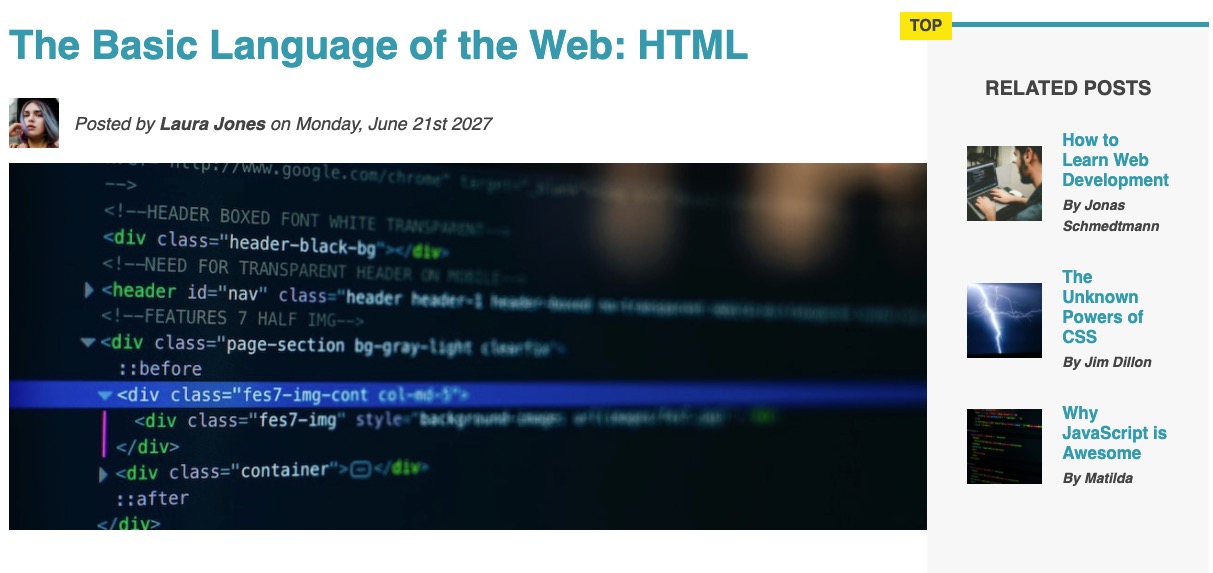 The Basic Language of the Web: HTML
Posted by Laura Jones on Monday, June 21st 2027
http://www.google.com/chrome"
-->
<!--HEADER BOXED FONT WHITE TRANSPARENT-->
<div class="header-black-bg"></div>
<!--NEED FOR TRANSPARENT HEADER ON MOBILE-->
<header id="nav" class="header header-1 header-boxed
<!--FEATURES 7 HALF IMG-->
<div class="page-section bg-gray-light clearfix">
::before
<div class="fes7-img-cont col-md-5">
<div class="fes7-img" style="background-image:
</div>
<div class="container"></div>
::after
</div>
TOP
RELATED POSTS
How to
Learn Web
Development
By Jonas
Schmedtmann
The
Unknown
Powers of
CSS
By Jim Dillon
Why
JavaScript is
Awesome
By Matilda